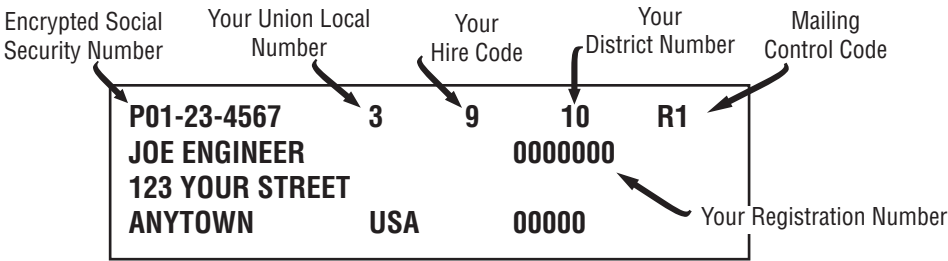 Encrypted Social
Security Number
Your Union Local
Number
Your
Hire Code
Your
District Number
Mailing
Control Code
P01-23-4567 3 9 10 R1
JOE ENGINEER 0000000
123 YOUR STREET
ANYTOWN USA 00000
Your Registration Number